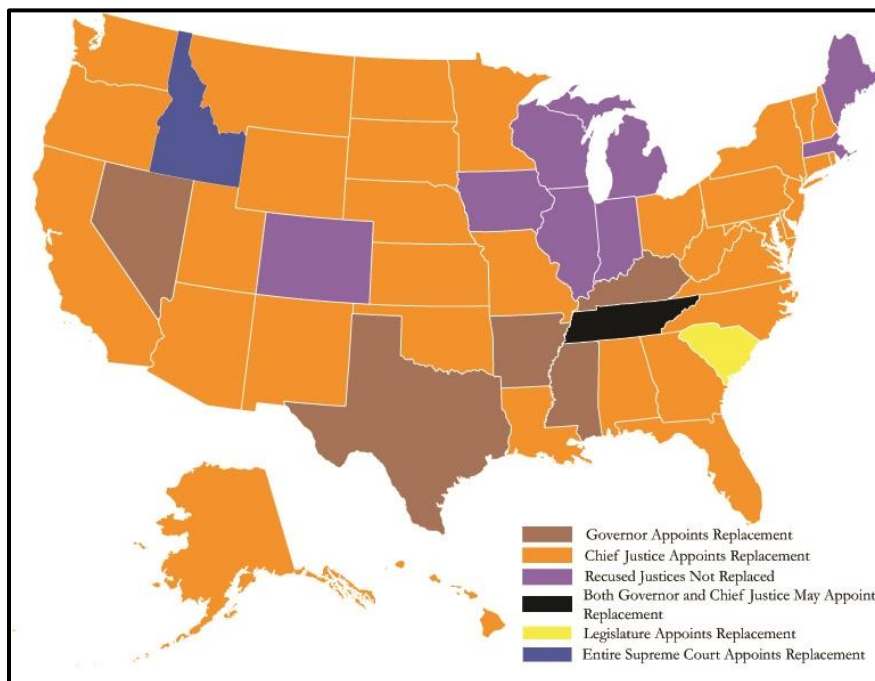 Governor Appoints Replacement
Chief Justice Appoints Replacement
Recused Justices Not Replaced
Both Governor and Chief Justice May Appoint
Replacement
Legislature Appoints Replacement
Entire Supreme Court Appoints Replacement